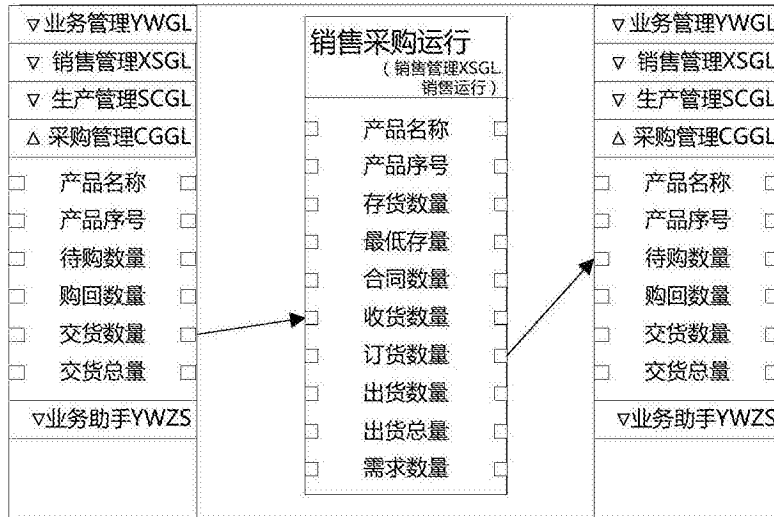 ▽业务管理YWGL
▽ 销售管理XSGL
▽ 生产管理SCGL
△ 采购管理CGGL
产品名称
产品序号
待购数量
购回数量
交货数量
交货总量
▽业务助手YWZS
销售采购运行
（销售管理XSGL
销售运行）
产品名称
产品序号
存货数量
最低存量
合同数量
收货数量
订货数量
出货数量
出货总量
需求数量
▽业务管理YWGL
▽ 销售管理XSGL
▽ 生产管理SCGL
△ 采购管理CGGL
产品名称
产品序号
待购数量
购回数量
交货数量
交货总量
▽业务助手YWZS